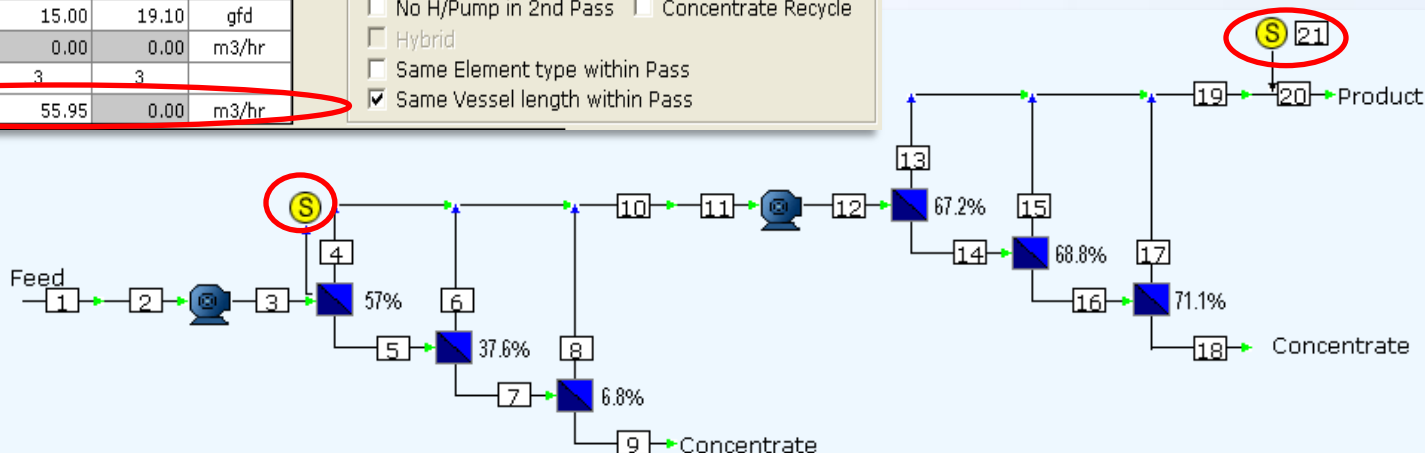 15.00 19.10 gfd
0.00 0.00 m3/hr
3 3
55.95 0.00 m3/hr
No H/Pump in 2nd Pass Concentrate Recycle
Hybrid
Same Element type within Pass
Same Vessel length within Pass
S 21
19 20 Product
13
S 10 11 12 67.2% 15
4 14 68.8% 17
Feed
1 2 3 57% 6 16 71.1%
5 37.6% 8 18 Concentrate
7 6.8%
9 Concentrate